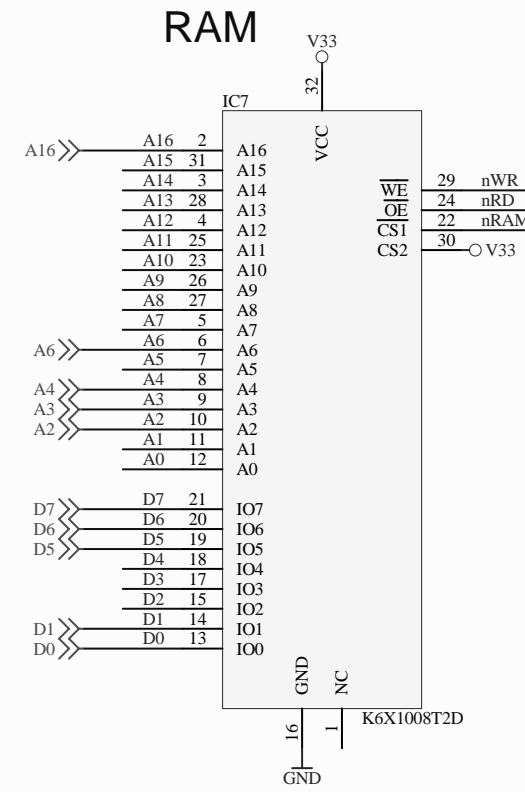 RAM
V33
32
IC7
VCC
A16 A16 2 A16
A15 31 A15
A14 3 A14
A13 28 A13
A12 4 A12
A11 25 A11
A10 23 A10
A9 26 A9
A8 27 A8
A7 5 A7
A6 A6 6 A6
A5 7 A5
A4 A4 8 A4
A3 A3 9 A3
A2 A2 10 A2
A1 11 A1
A0 12 A0
WE 29 nWR
OE 24 nRD
CS1 22 nRAM
CS2 30 V33
D7 D7 21 IO7
D6 D6 20 IO6
D5 D5 19 IO5
D4 18 IO4
D3 17 IO3
D2 15 IO2
D1 D1 14 IO1
D0 D0 13 IO0
GND NC
16 1 K6X1008T2D
GND